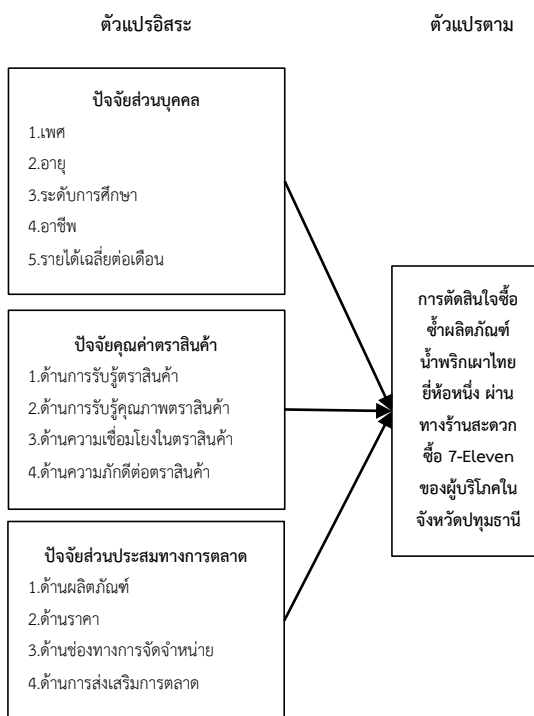 ตัวแปรอิสระ
ตัวแปรตาม
ปัจจัยส่วนบุคคล
1.เพศ
2.อายุ
3.ระดับการศึกษา
4.อาชีพ
5.รายได้เฉลี่ยต่อเดือน
ปัจจัยคุณค่าตราสินค้า
1.ด้านการรับรู้ตราสินค้า
2.ด้านการรับรู้คุณภาพตราสินค้า
3.ด้านความเชื่อมโยงในตราสินค้า
4.ด้านความภักดีต่อตราสินค้า
ปัจจัยส่วนประสมทางการตลาด
1.ด้านผลิตภัณฑ์
2.ด้านราคา
3.ด้านช่องทางการจัดจำหน่าย
4.ด้านการส่งเสริมการตลาด
การตัดสินใจซื้อ
ซ้ำผลิตภัณฑ์
น้ำพริกเผาไทย
ยี่ห้อหนึ่ง ผ่าน
ทางร้านสะดวก
ซื้อ 7-Eleven
ของผู้บริโภคใน
จังหวัดปทุมธานี